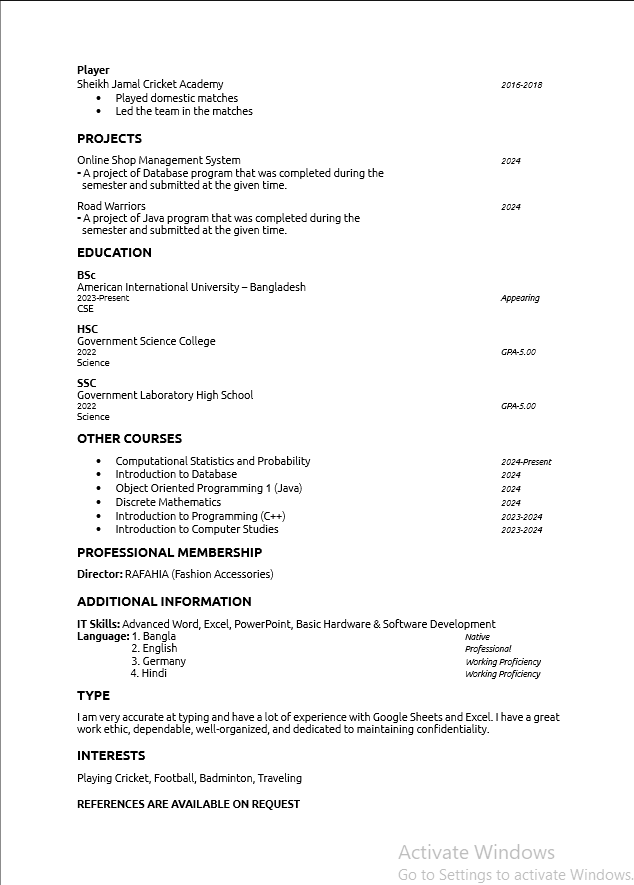 Player
Sheikh Jamal Cricket Academy 2016-2018
• Played domestic matches
• Led the team in the matches
PROJECTS
Online Shop Management System 2024
- A project of Database program that was completed during the
semester and submitted at the given time.
Road Warriors 2024
- A project of Java program that was completed during the
semester and submitted at the given time.
EDUCATION
BSc
American International University – Bangladesh
2023-Present Appearing
CSE
HSC
Government Science College
2022 GPA-5.00
Science
SSC
Government Laboratory High School
2022 GPA-5.00
Science
OTHER COURSES
• Computational Statistics and Probability 2024-Present
• Introduction to Database 2024
• Object Oriented Programming 1 (Java) 2024
• Discrete Mathematics 2024
• Introduction to Programming (C++) 2023-2024
• Introduction to Computer Studies 2023-2024
PROFESSIONAL MEMBERSHIP
Director: RAFAHIA (Fashion Accessories)
ADDITIONAL INFORMATION
IT Skills: Advanced Word, Excel, PowerPoint, Basic Hardware & Software Development
Language: 1. Bangla Native
2. English Professional
3. Germany Working Proficiency
4. Hindi Working Proficiency
TYPE
I am very accurate at typing and have a lot of experience with Google Sheets and Excel. I have a great
work ethic, dependable, well-organized, and dedicated to maintaining confidentiality.
INTERESTS
Playing Cricket, Football, Badminton, Traveling
REFERENCES ARE AVAILABLE ON REQUEST
Activate Windows
Go to Settings to activate Windows.